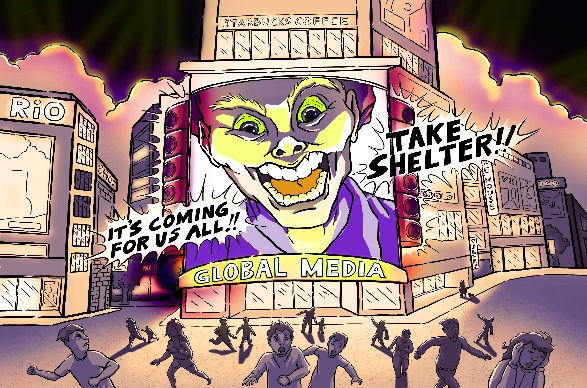 STARBUCKS COFFEE
RiO
TAKE
SHELTER!!
IT'S COMING
FOR US ALL!!
GLOBAL MEDIA